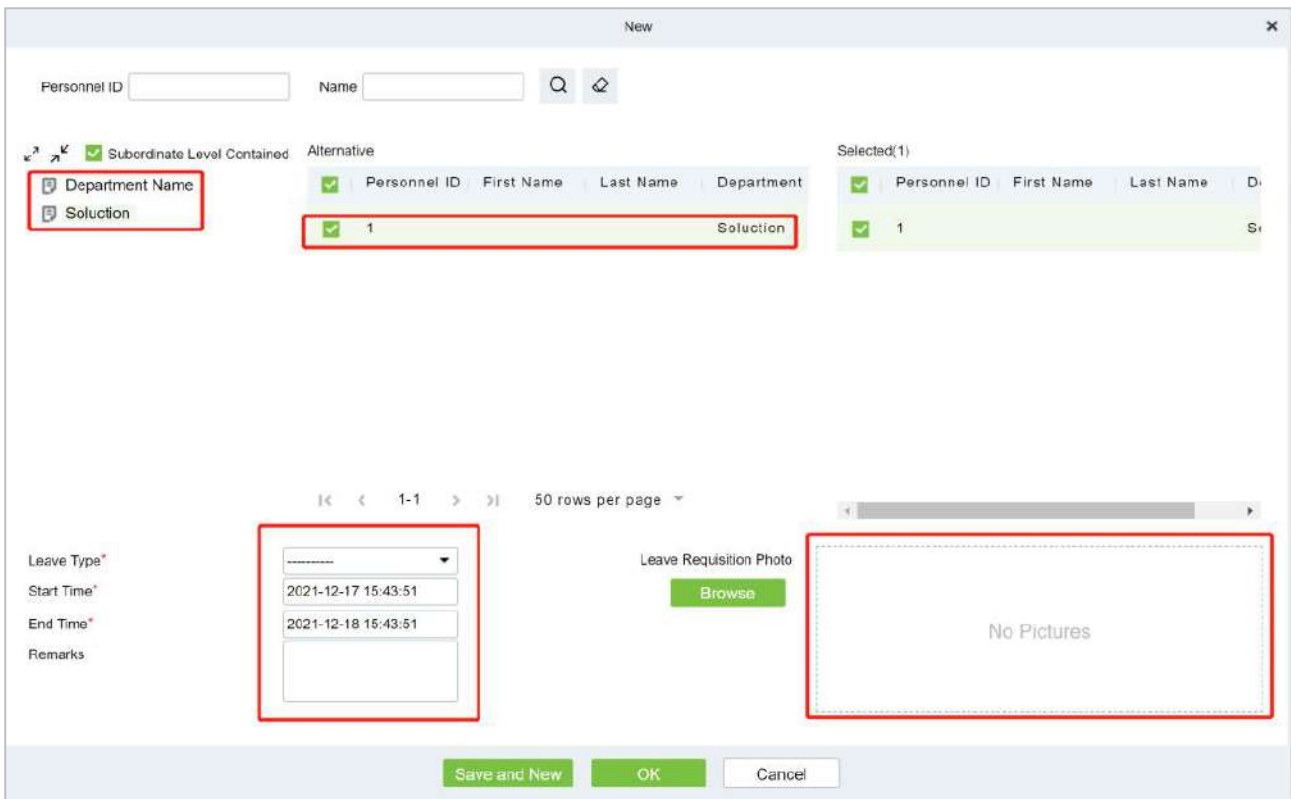 New
Personnel ID
Name
Subordinate Level Contained
Department Name
Soluction
Alternative
Personnel ID First Name Last Name Department
1 Soluction
Selected(1)
Personnel ID First Name Last Name D
1 S
1-1 50 rows per page
Leave Type* ----------
Start Time* 2021-12-17 15:43:51
End Time* 2021-12-18 15:43:51
Remarks
Leave Requisition Photo
Browse
No Pictures
Save and New OK Cancel